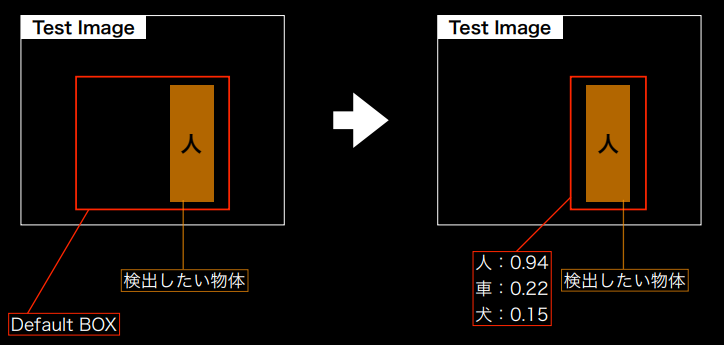 Test Image
人
検出したい物体
Default BOX
Test Image
人
人：0.94
車：0.22
犬：0.15
検出したい物体